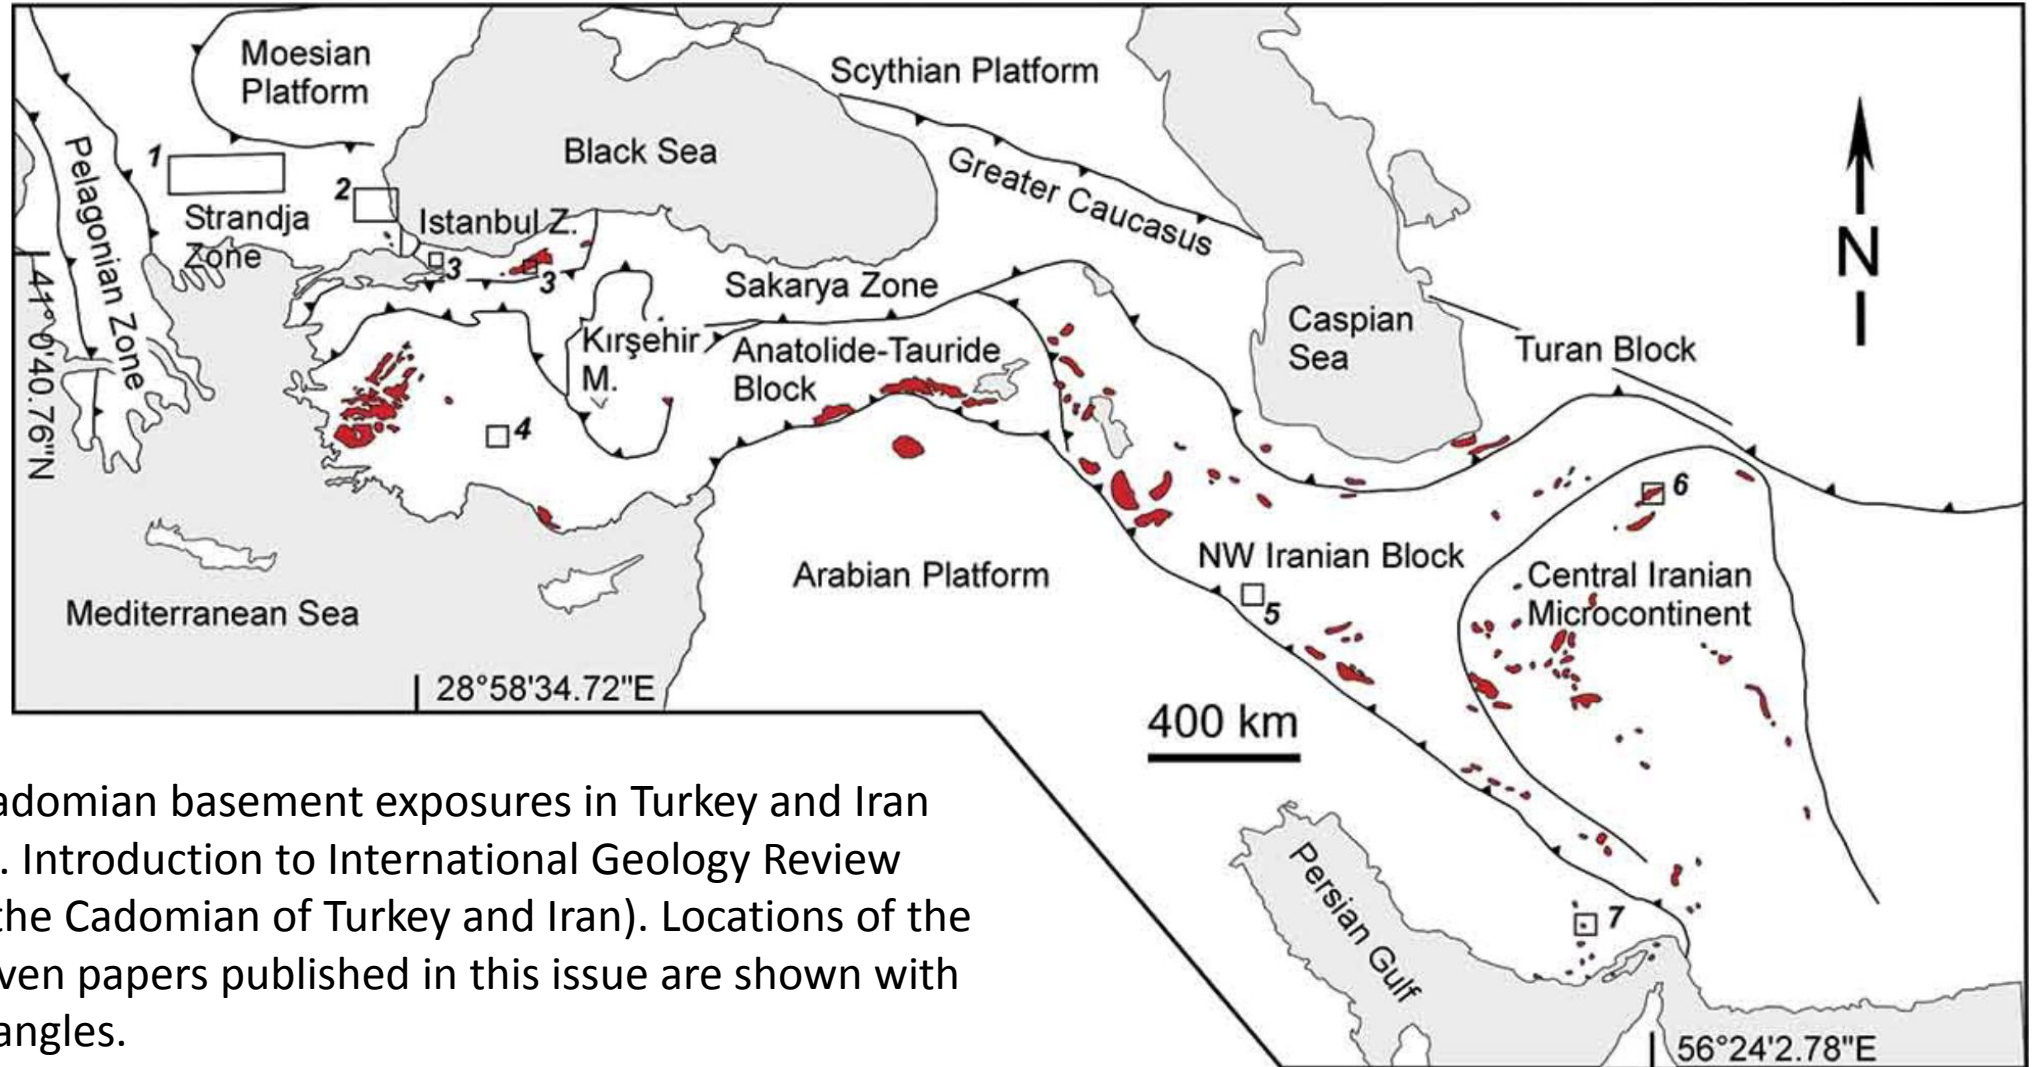 Moesian
Platform
Scythian Platform
Black Sea
Pelagonian Zone
1
2
Strandja
Zone
Istanbul Z.
3
3
Greater Caucasus
N
41°0'40.76"N
Sakarya Zone
Kırşehir
M.
Anatolide-Tauride
Block
Caspian
Sea
Turan Block
4
6
Mediterranean Sea
Arabian Platform
NW Iranian Block
5
Central Iranian
Microcontinent
28°58'34.72"E
400 km
Persian Gulf
7
56°24'2.78"E
adomian basement exposures in Turkey and Iran
. Introduction to International Geology Review
the Cadomian of Turkey and Iran). Locations of the
ven papers published in this issue are shown with
angles.